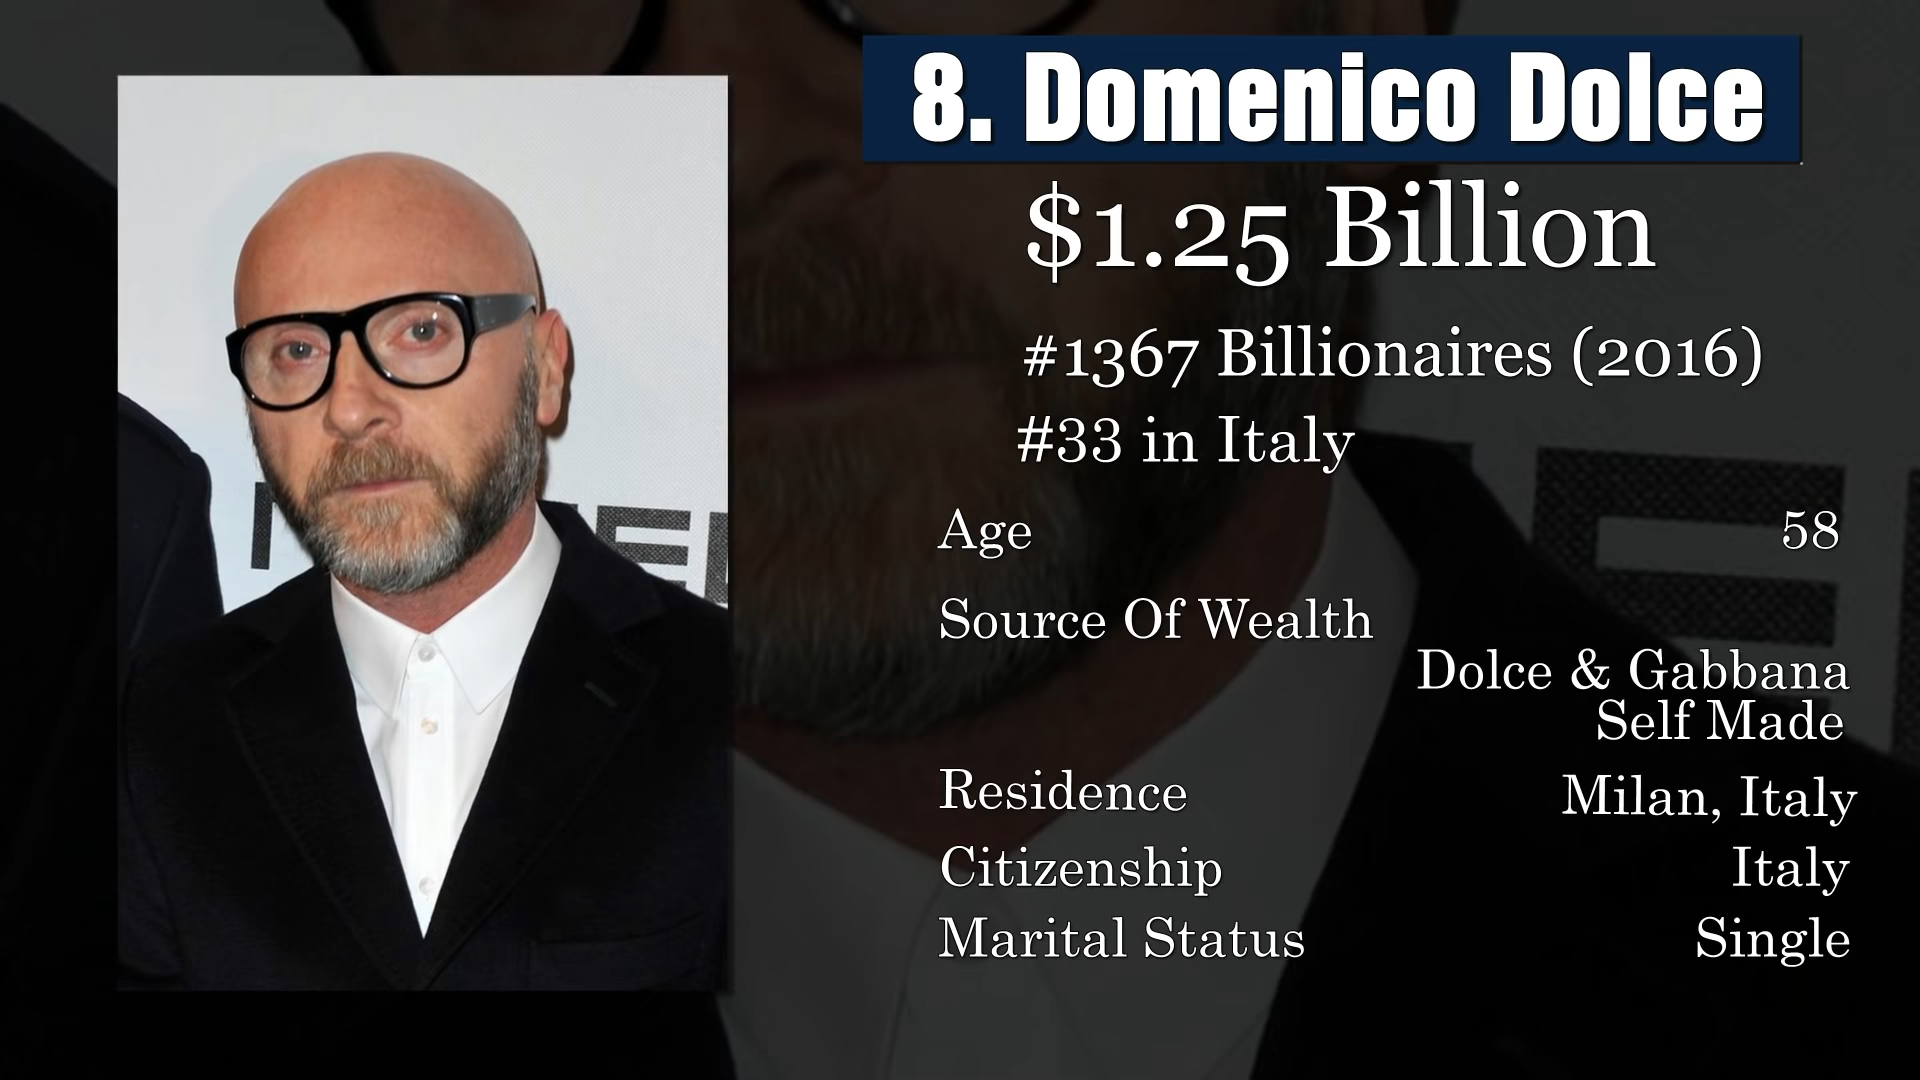 8. Domenico Dolce
$1.25 Billion
#1367 Billionaires (2016)
#33 in Italy
Age 58
Source Of Wealth
Dolce & Gabbana
Self Made
Residence Milan, Italy
Citizenship Italy
Marital Status Single